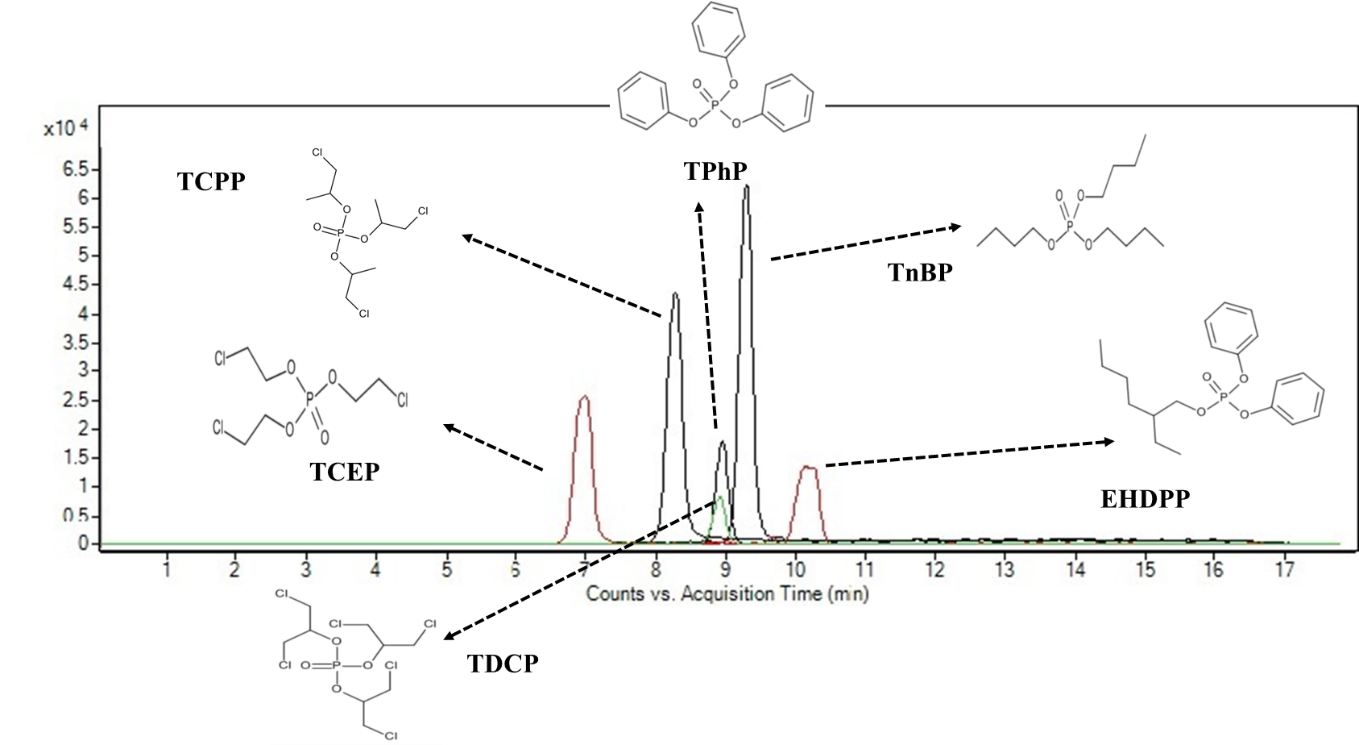 O
O
P
O
O
x10 4
6.5
6
5.5
5
4.5
4
3.5
3
2.5
2
1.5
1
0.5
0
TCPP
Cl
O
O
P
O
Cl
O
Cl
TPhP
O
O
P
O
O
TnBP
Cl
O
O
P
Cl
Cl
O
O
TCEP
O
O
P
O
O
EHDPP
1 2 3 4 5 6 7 8 9 10 11 12 13 14 15 16 17
Counts vs. Acquisition Time (min)
Cl
Cl
Cl
O
Cl
O
P
O
Cl
O
Cl
TDCP